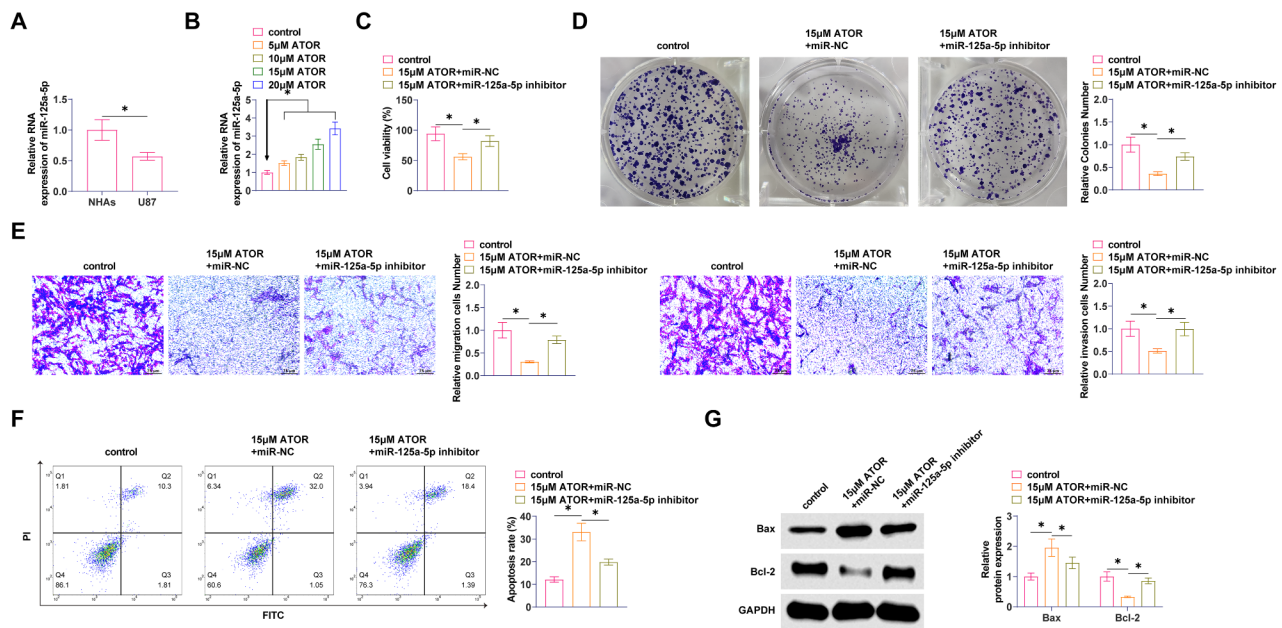 A
Relative RNA
expression of miR-125a-5p
1.5
1.0
0.5
0.0
*
NHAs
U87
B
control
5μM ATOR
10μM ATOR
15μM ATOR
20μM ATOR
Relative RNA
expression of miR-125a-5p
5
4
3
2
1
0
*
C
control
15μM ATOR+miR-NC
15μM ATOR+miR-125a-5p inhibitor
Cell viability (%)
150
100
50
0
*
*
D
control
15μM ATOR
+miR-NC
15μM ATOR
+miR-125a-5p inhibitor
control
15μM ATOR+miR-NC
15μM ATOR+miR-125a-5p inhibitor
Relative Colonies Number
2.0
1.5
1.0
0.5
0.0
*
*
E
control
15μM ATOR
+miR-NC
15μM ATOR
+miR-125a-5p inhibitor
control
15μM ATOR+miR-NC
15μM ATOR+miR-125a-5p inhibitor
Relative migration cells Number
2.0
1.5
1.0
0.5
0.0
*
*
control
15μM ATOR
+miR-NC
15μM ATOR
+miR-125a-5p inhibitor
control
15μM ATOR+miR-NC
15μM ATOR+miR-125a-5p inhibitor
Relative invasion cells Number
2.0
1.5
1.0
0.5
0.0
*
*
F
control
15μM ATOR
+miR-NC
15μM ATOR
+miR-125a-5p inhibitor
PI
Q1
1.81
Q2
10.3
Q4
86.1
Q3
1.81
Q1
6.34
Q2
32.0
Q4
60.6
Q3
1.05
Q1
3.94
Q2
18.4
Q4
76.3
Q3
1.39
FITC
control
15μM ATOR+miR-NC
15μM ATOR+miR-125a-5p inhibitor
Apoptosis rate (%)
40
30
20
10
0
*
*
G
control
15μM ATOR
+miR-NC
15μM ATOR
+miR-125a-5p inhibitor
Bax
Bcl-2
GAPDH
control
15μM ATOR+miR-NC
15μM ATOR+miR-125a-5p inhibitor
Relative
protein expression
3
2
1
0
*
*
*
*
Bax
Bcl-2